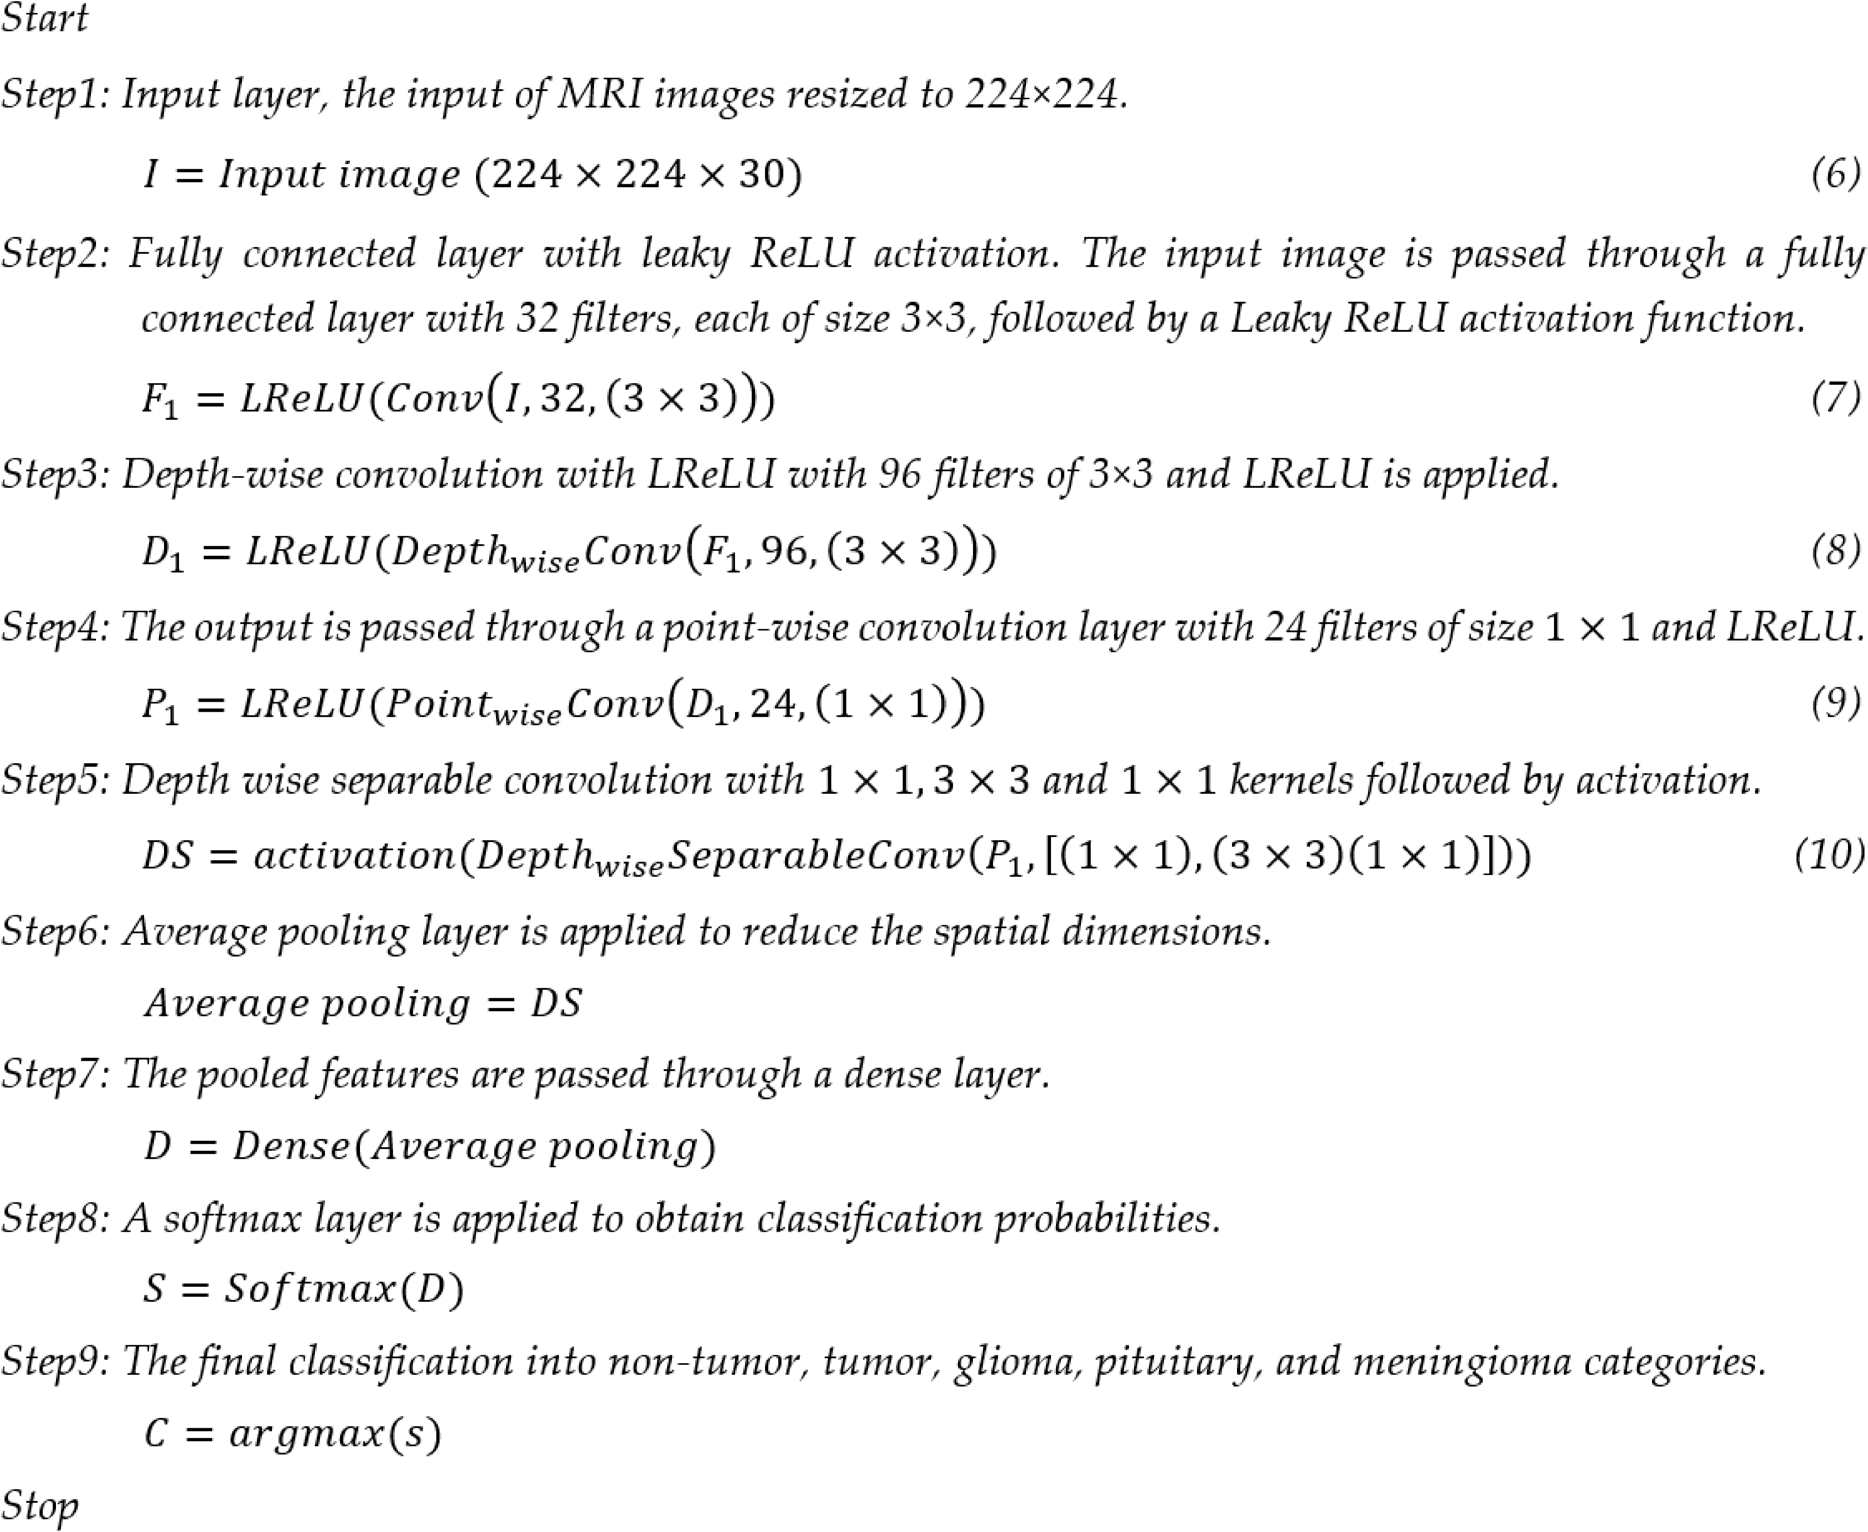 Start
Step1: Input layer, the input of MRI images resized to 224×224.
I = Input image (224 × 224 × 30) (6)
Step2: Fully connected layer with leaky ReLU activation. The input image is passed through a fully
connected layer with 32 filters, each of size 3×3, followed by a Leaky ReLU activation function.
F₁ = LReLU(Conv(I, 32, (3 × 3))) (7)
Step3: Depth-wise convolution with LReLU with 96 filters of 3×3 and LReLU is applied.
D₁ = LReLU(Depth_wise Conv(F₁, 96, (3 × 3))) (8)
Step4: The output is passed through a point-wise convolution layer with 24 filters of size 1 × 1 and LReLU.
P₁ = LReLU(Point_wise Conv(D₁, 24, (1 × 1))) (9)
Step5: Depth wise separable convolution with 1 × 1, 3 × 3 and 1 × 1 kernels followed by activation.
DS = activation(Depth_wise SeparableConv(P₁, [(1 × 1), (3 × 3)(1 × 1)])) (10)
Step6: Average pooling layer is applied to reduce the spatial dimensions.
Average pooling = DS
Step7: The pooled features are passed through a dense layer.
D = Dense(Average pooling)
Step8: A softmax layer is applied to obtain classification probabilities.
S = Softmax(D)
Step9: The final classification into non-tumor, tumor, glioma, pituitary, and meningioma categories.
C = argmax(s)
Stop